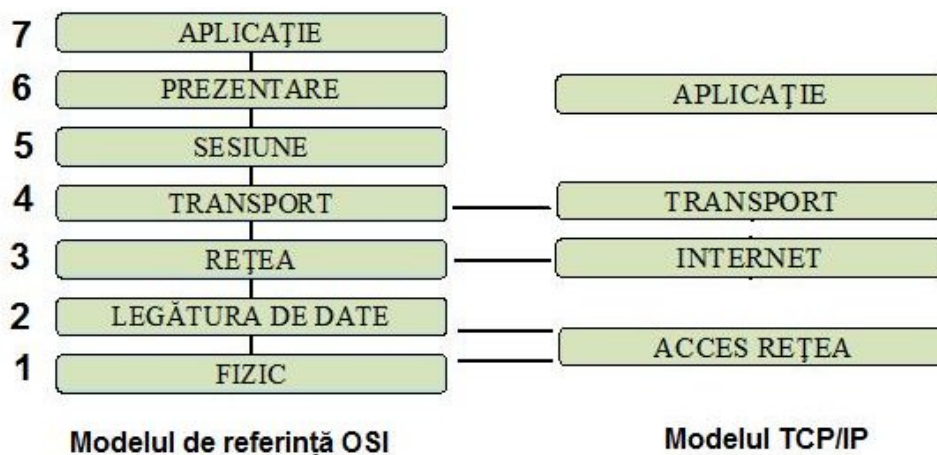 7 APLICAŢIE
6 PREZENTARE APLICAŢIE
5 SESIUNE
4 TRANSPORT TRANSPORT
3 REŢEA INTERNET
2 LEGĂTURA DE DATE
ACCES REŢEA
1 FIZIC
Modelul de referinţă OSI Modelul TCP/IP